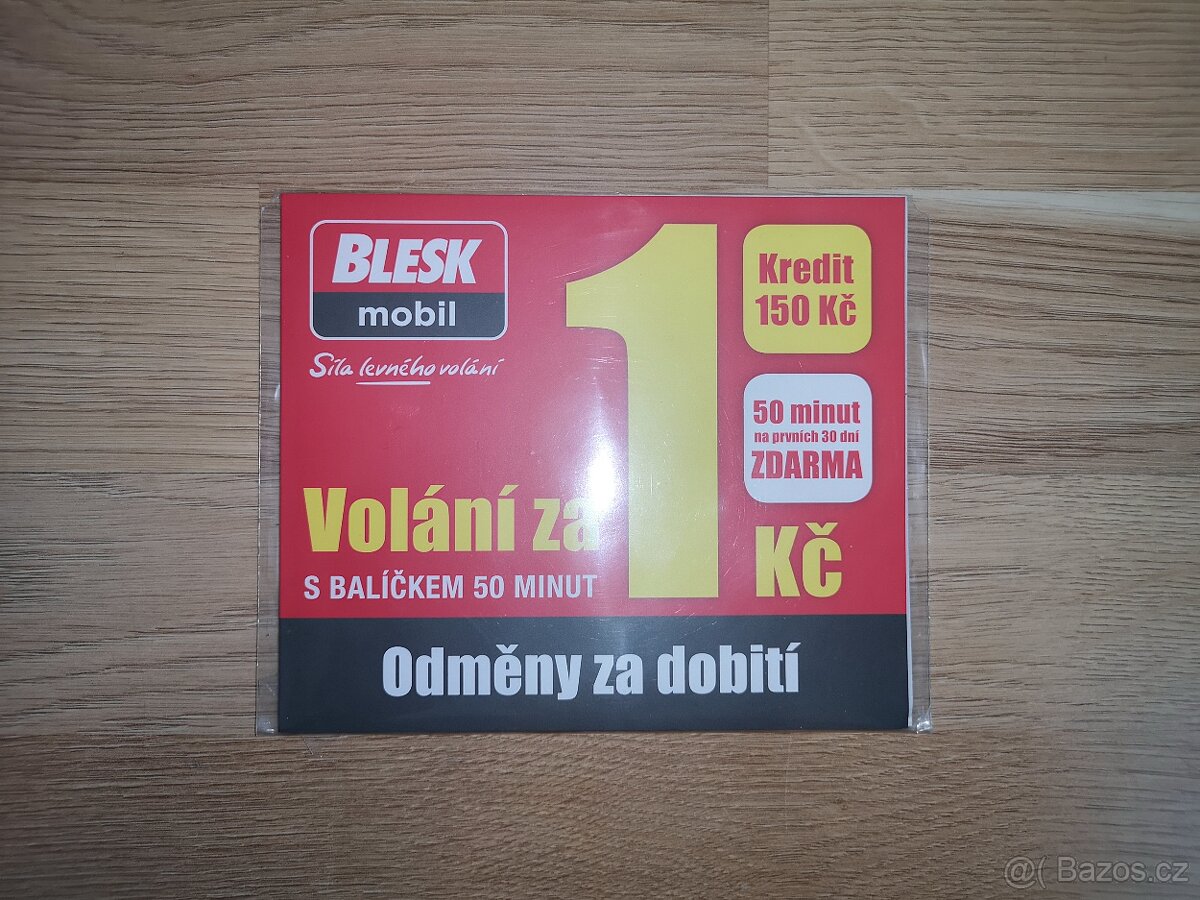 BLESK
mobil
Síla levného volání
Kredit
150 Kč
50 minut
na prvních 30 dní
ZDARMA
Volání za 1 Kč
S BALÍČKEM 50 MINUT
Odměny za dobití
@( Bazos.cz